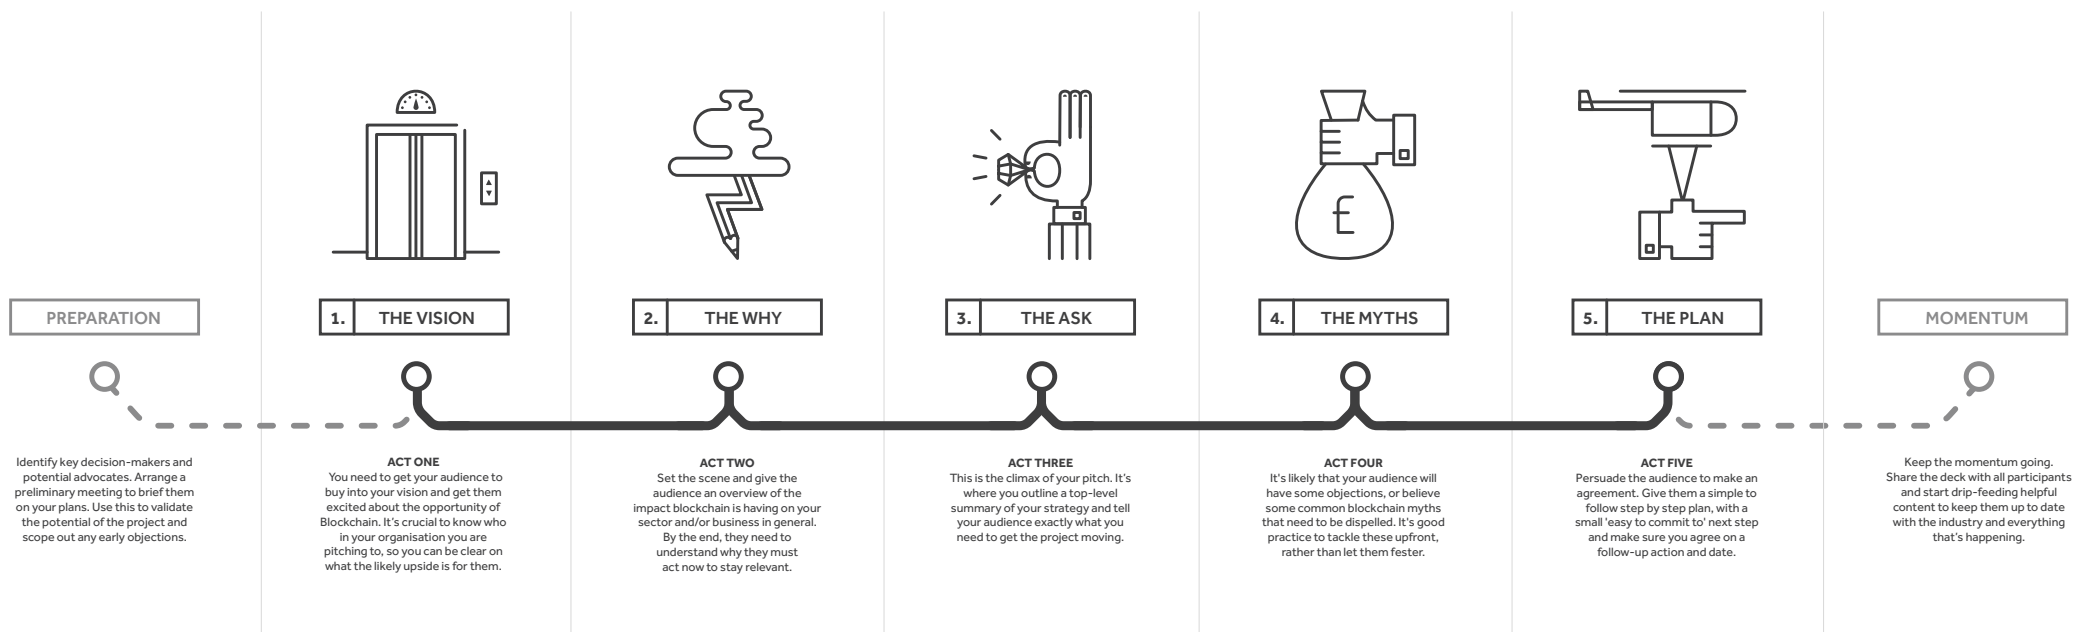 PREPARATION
Identify key decision-makers and
potential advocates. Arrange a
preliminary meeting to brief them
on your plans. Use this to validate
the potential of the project and
scope out any early objections.
1. THE VISION
ACT ONE
You need to get your audience to
buy into your vision and get them
excited about the opportunity of
Blockchain. It's crucial to know who
in your organisation you are
pitching to, so you can be clear on
what the likely upside is for them.
2. THE WHY
ACT TWO
Set the scene and give the
audience an overview of the
impact blockchain is having on your
sector and/or business in general.
By the end, they need to
understand why they must
act now to stay relevant.
3. THE ASK
ACT THREE
This is the climax of your pitch. It's
where you outline a top-level
summary of your strategy and tell
your audience exactly what you
need to get the project moving.
£
4. THE MYTHS
ACT FOUR
It's likely that your audience will
have some objections, or believe
some common blockchain myths
that need to be dispelled. It's good
practice to tackle these upfront,
rather than let them fester.
5. THE PLAN
ACT FIVE
Persuade the audience to make an
agreement. Give them a simple to
follow step by step plan, with a
small 'easy to commit to' next step
and make sure you agree on a
follow-up action and date.
MOMENTUM
Keep the momentum going.
Share the deck with all participants
and start drip-feeding helpful
content to keep them up to date
with the industry and everything
that's happening.